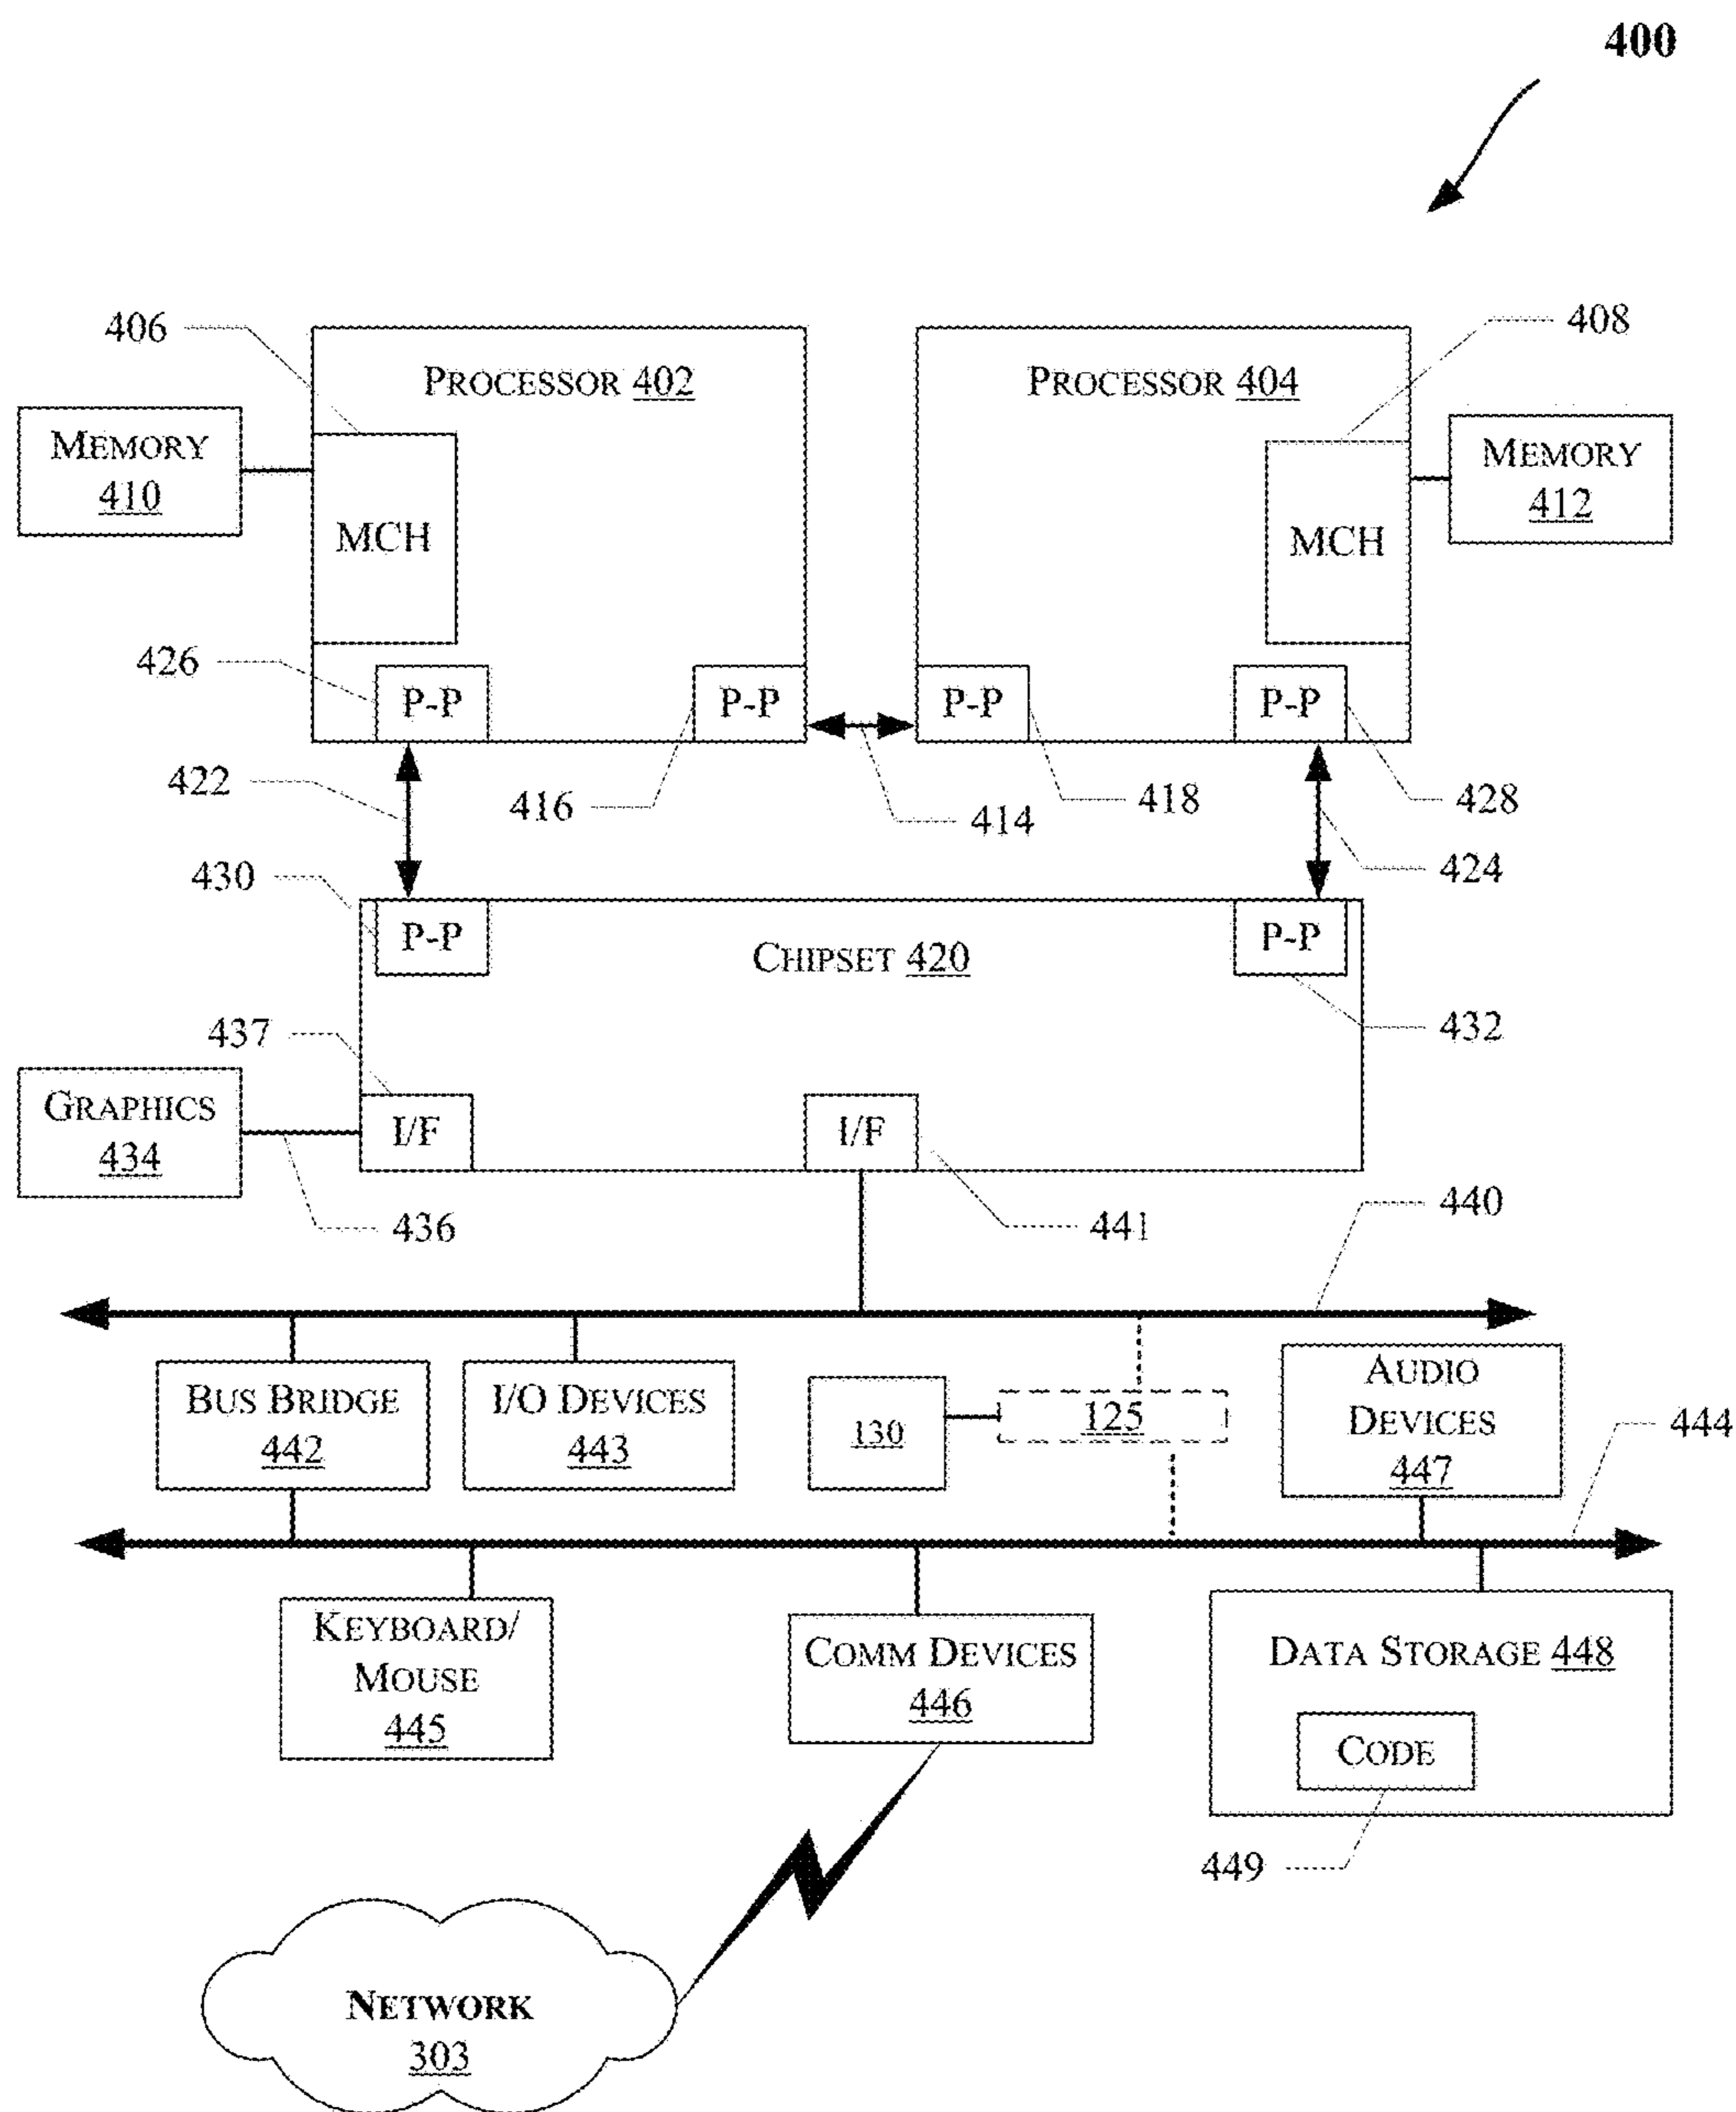 400
406
PROCESSOR 402
PROCESSOR 404
408
MEMORY
410
MCH
MCH
MEMORY
412
426
P-P
P-P
P-P
P-P
422
416
414
418
428
424
430
P-P
CHIPSET 420
P-P
437
432
GRAPHICS
434
I/F
I/F
436
441
440
BUS BRIDGE
442
I/O DEVICES
443
130
125
AUDIO
DEVICES
447
444
KEYBOARD/
MOUSE
445
COMM DEVICES
446
DATA STORAGE 448
CODE
449
NETWORK
303